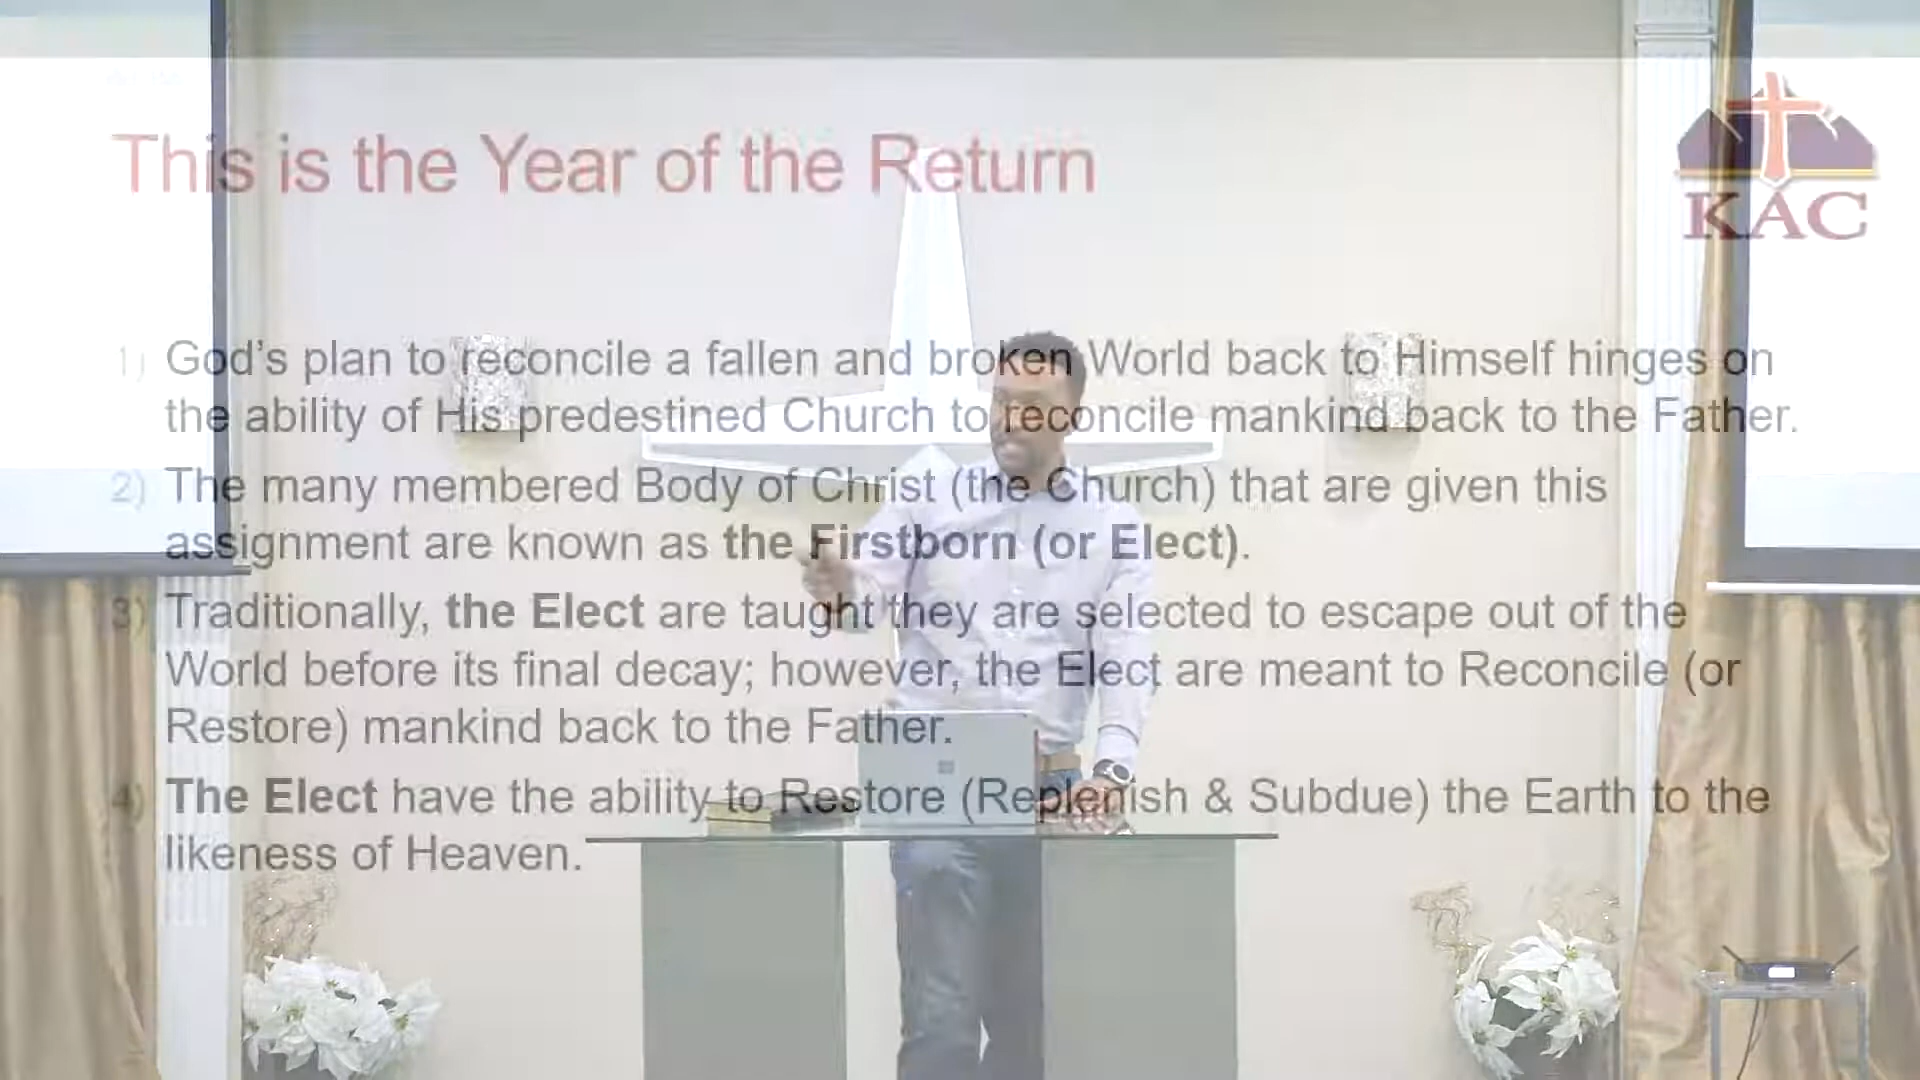 This is the Year of the Return
KAC
1) God's plan to reconcile a fallen and broken World back to Himself hinges on
the ability of His predestined Church to reconcile mankind back to the Father.
2) The many membered Body of Christ (the Church) that are given this
assignment are known as the Firstborn (or Elect).
3) Traditionally, the Elect are taught they are selected to escape out of the
World before its final decay; however, the Elect are meant to Reconcile (or
Restore) mankind back to the Father.
4) The Elect have the ability to Restore (Replenish & Subdue) the Earth to the
likeness of Heaven.